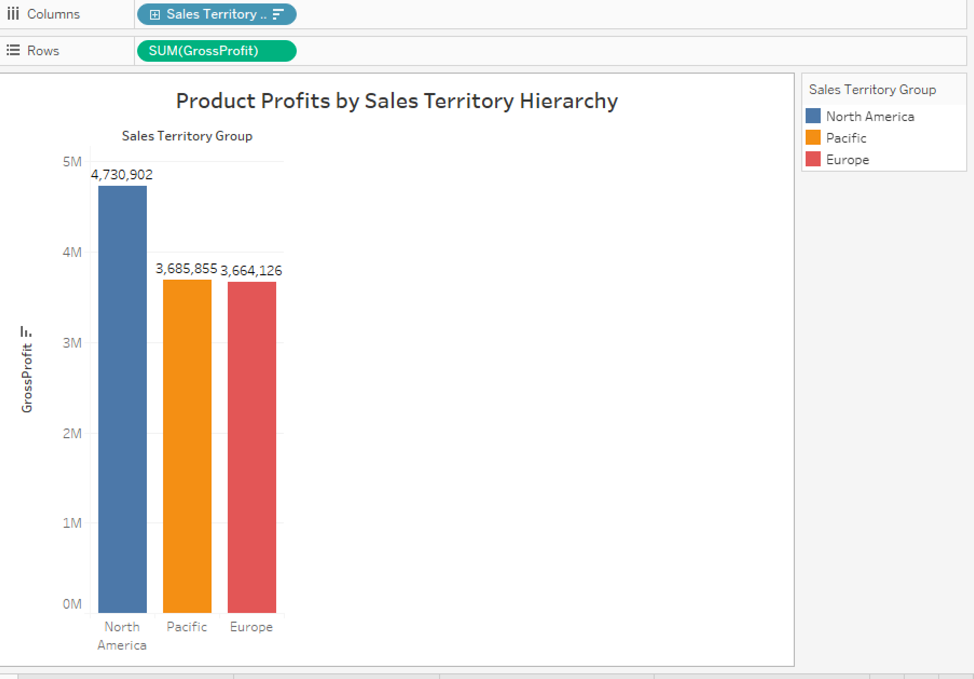 Columns
Sales Territory ..
Rows
SUM(GrossProfit)
Product Profits by Sales Territory Hierarchy
Sales Territory Group
5M
4M
3M
2M
1M
0M
GrossProfit
4,730,902
3,685,855
3,664,126
North
America
Pacific
Europe
Sales Territory Group
North America
Pacific
Europe